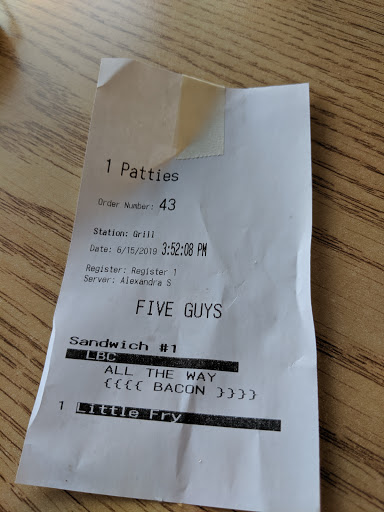 1 Patties
Order Number: 43
Station: Grill
Date: 6/15/2019 3:52:08 PM
Register: Register 1
Server: Alexandra S
FIVE GUYS
Sandwich #1
LBC
ALL THE WAY
{{{{ BACON }}}}
1 Little Fry